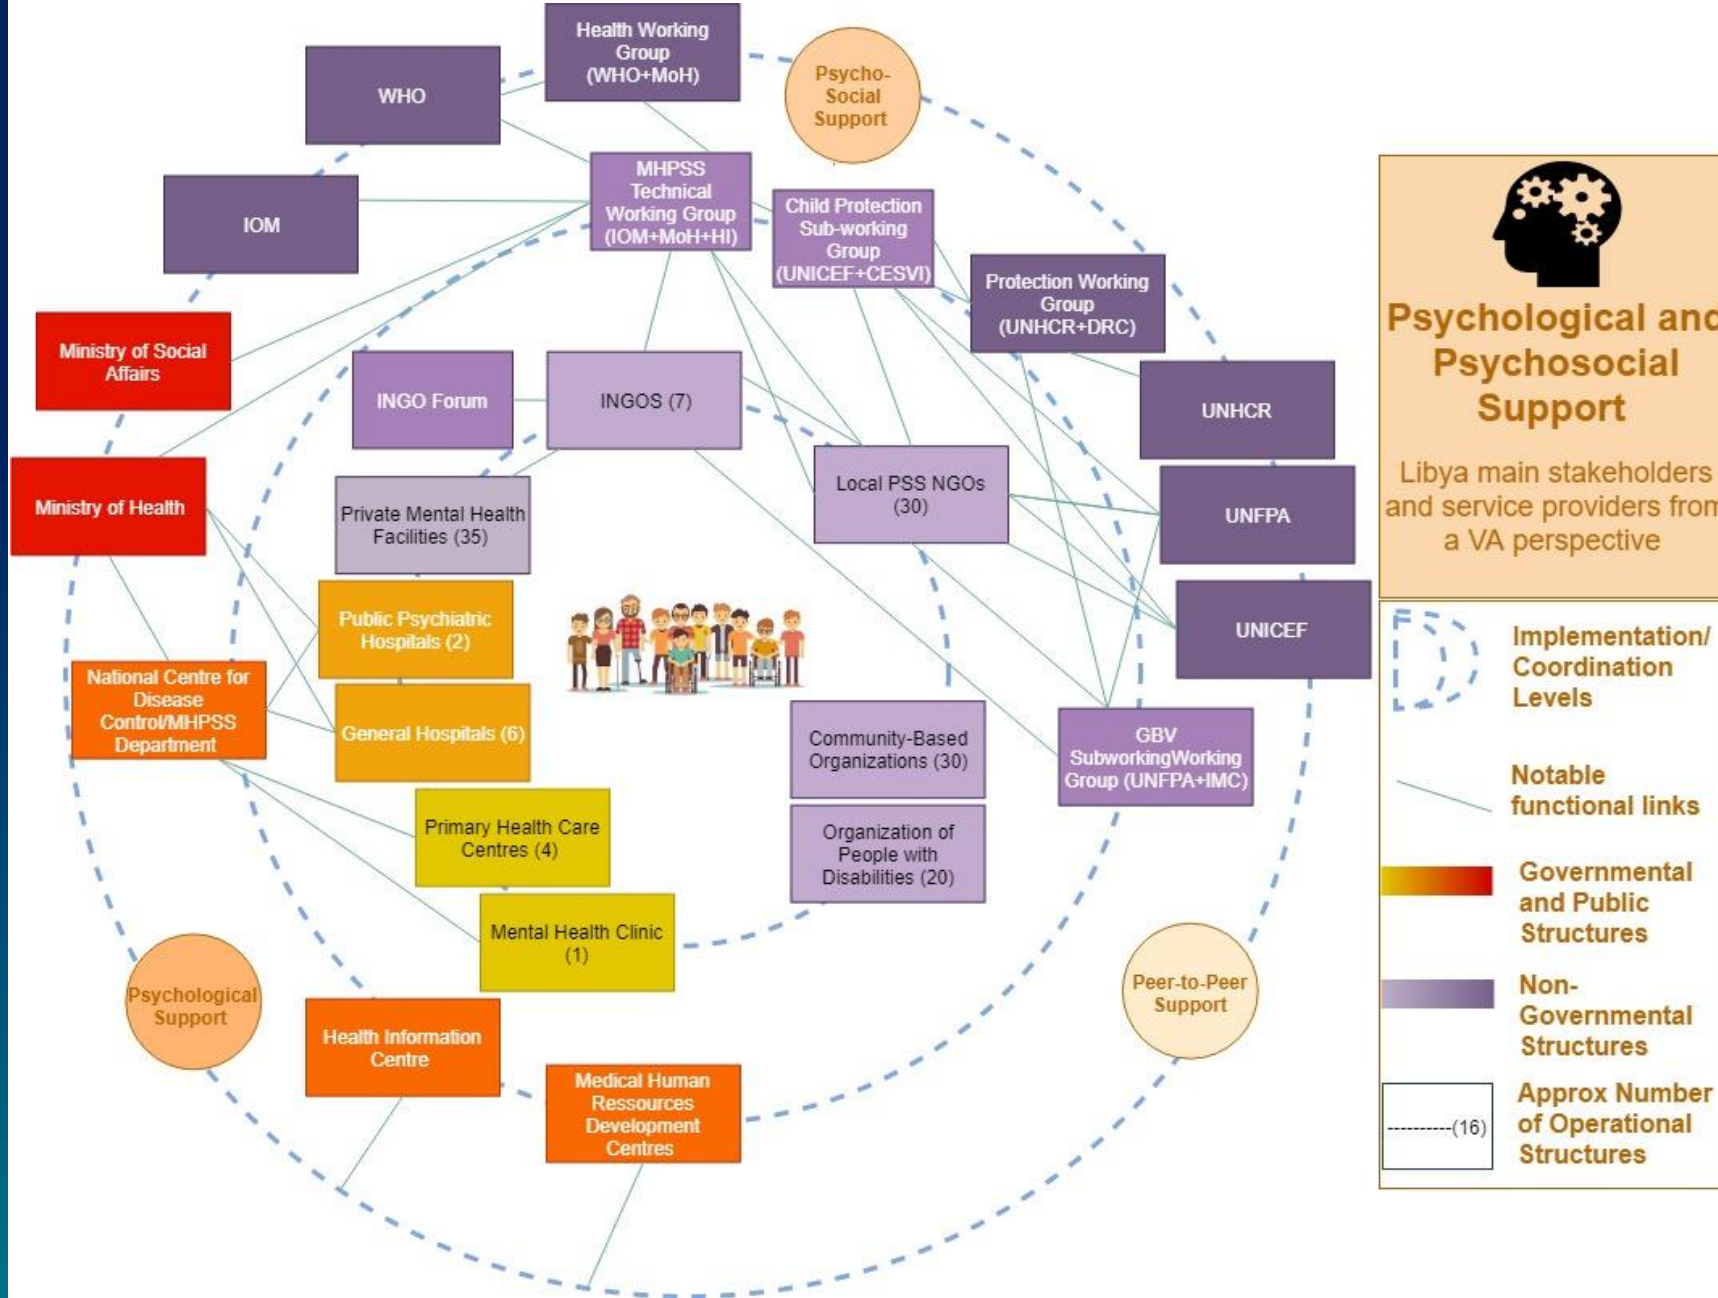 Health Working
Group
(WHO+MoH)
Psycho-
Social
Support
WHO
MHPSS
Technical
Working Group
(IOM+MoH+HI)
Child Protection
Sub-working
Group
(UNICEF+CESVI)
IOM
Protection Working
Group
(UNHCR+DRC)
Ministry of Social
Affairs
INGO Forum
INGOS (7)
UNHCR
Ministry of Health
Private Mental Health
Facilities (35)
Local PSS NGOs
(30)
UNFPA
Public Psychiatric
Hospitals (2)
UNICEF
National Centre for
Disease
Control/MHPSS
Department
General Hospitals (6)
Community-Based
Organizations (30)
GBV
SubworkingWorking
Group (UNFPA+IMC)
Primary Health Care
Centres (4)
Organization of
People with
Disabilities (20)
Mental Health Clinic
(1)
Psychological
Support
Peer-to-Peer
Support
Health Information
Centre
Medical Human
Ressources
Development
Centres
Psychological and
Psychosocial
Support
Libya main stakeholders
and service providers from
a VA perspective
Implementation/
Coordination
Levels
Notable
functional links
Governmental
and Public
Structures
Non-
Governmental
Structures
----------(16)
Approx Number
of Operational
Structures